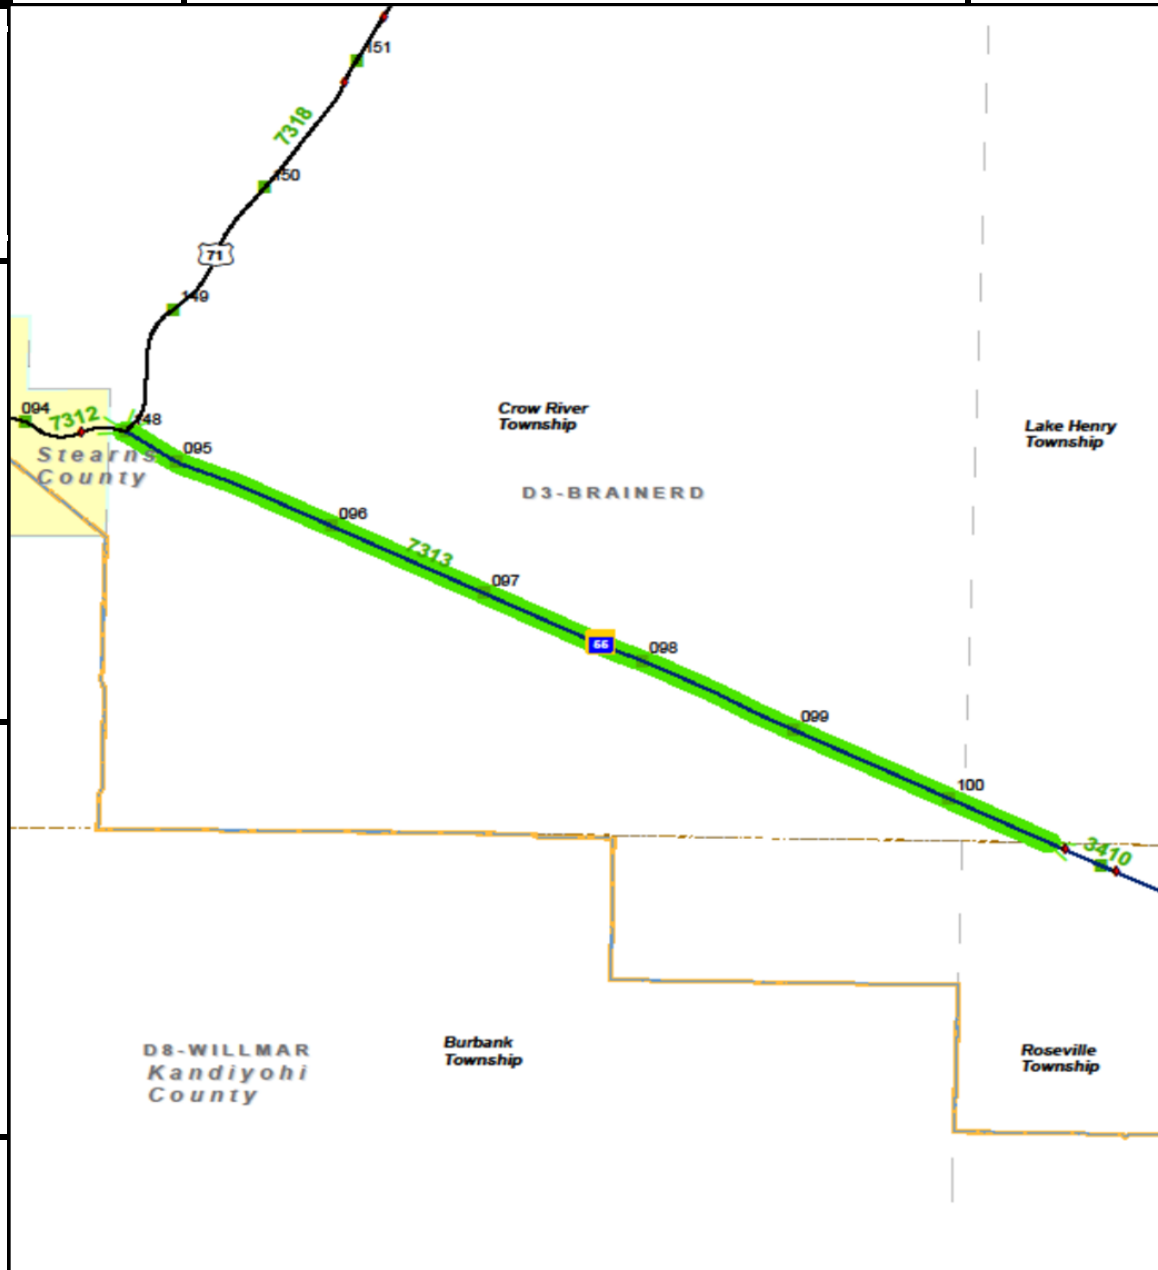 151
7318
150
71
149
094
7312
148
Crow River
Township
Lake Henry
Township
Stearns
County
095
D3-BRAINERD
096
7313
097
66
098
099
100
3410
D8-WILLMAR
Kandiyohi
County
Burbank
Township
Roseville
Township